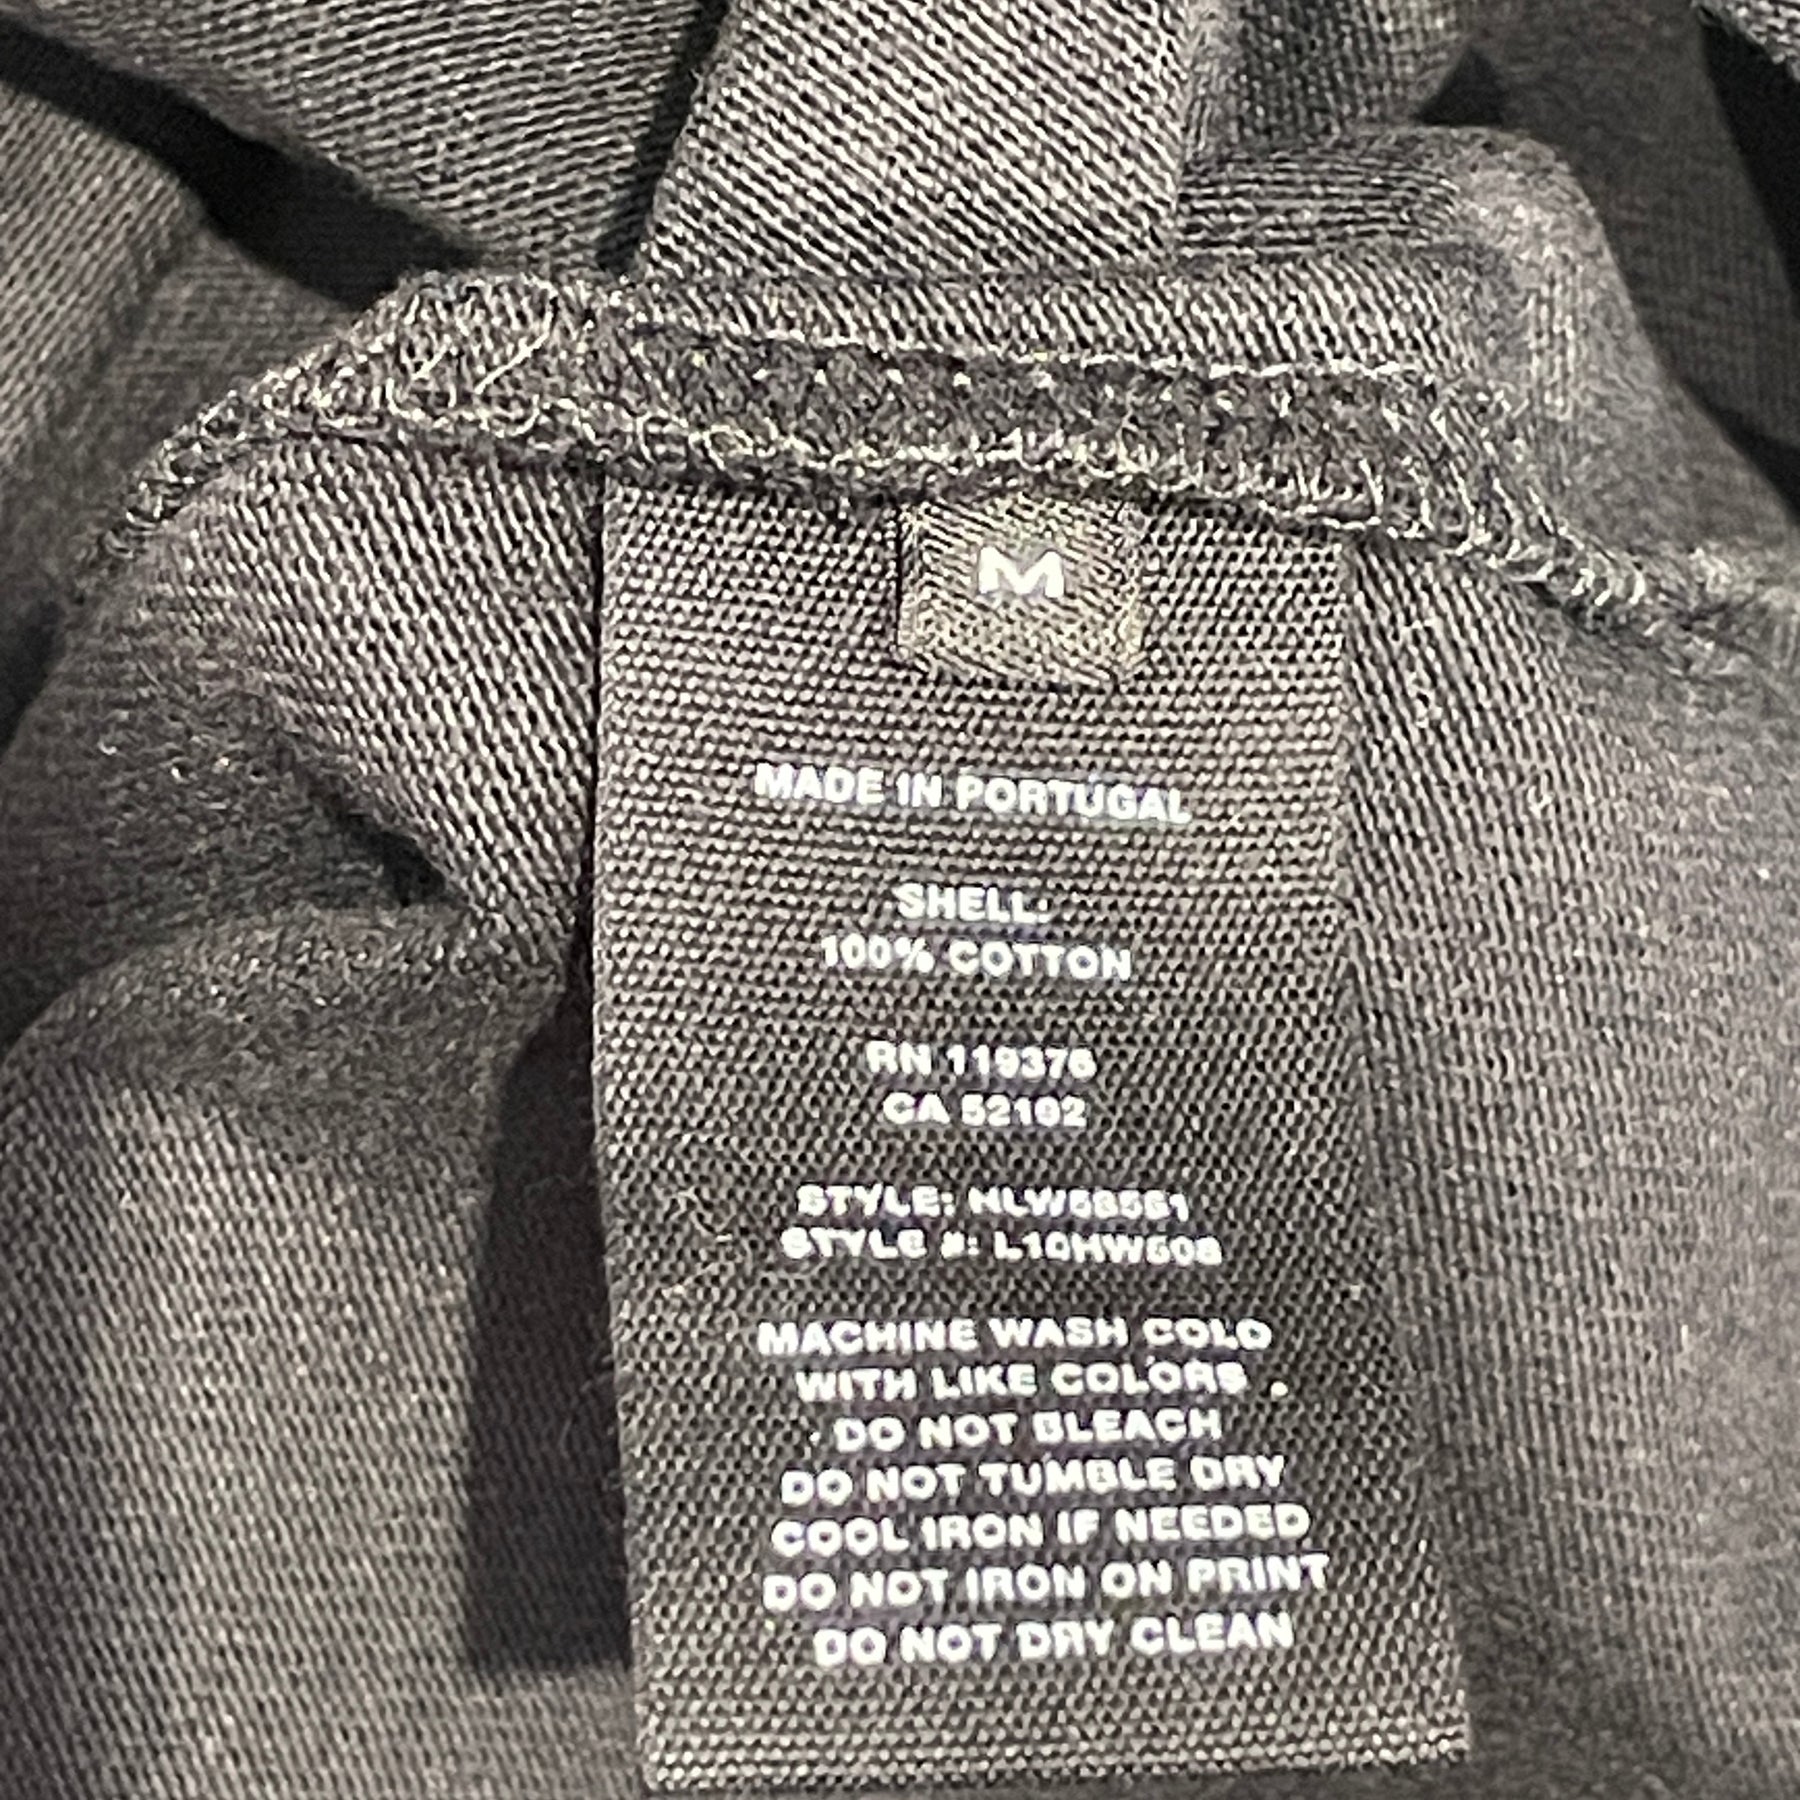 M
MADE IN PORTUGAL
SHELL:
100% COTTON
RN 119376
CA 52102
STYLE:
STYLE #: L10HW508
MACHINE WASH COLD
WITH LIKE COLORS
DO NOT BLEACH
DO NOT TUMBLE DRY
COOL IRON IF NEEDED
DO NOT IRON ON PRINT
DO NOT DRY CLEAN